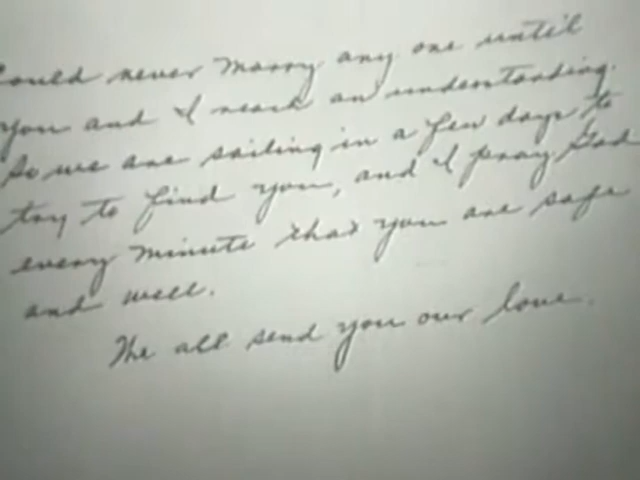 could never marry any one until
you and I reach an understanding.
So we are sailing in a few days to
try to find you, and I pray God
every minute that you are safe
and well.
We all send you our love.